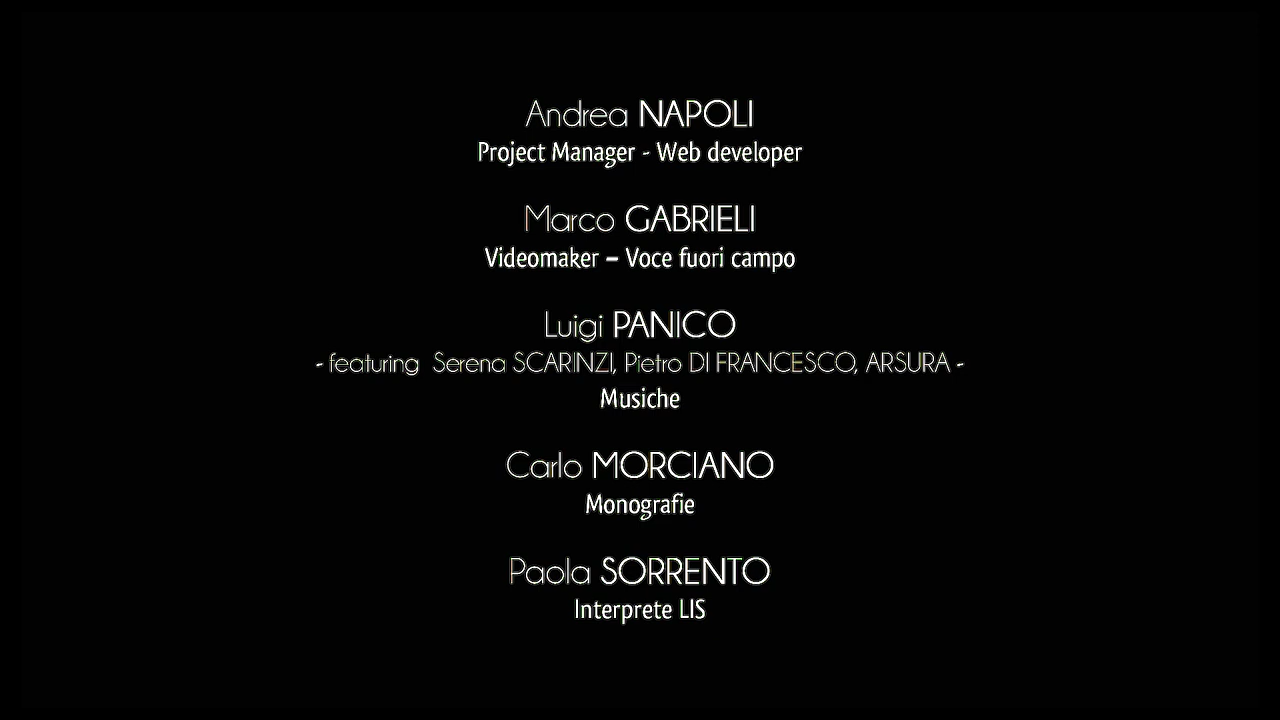 Andrea NAPOLI
Project Manager - Web developer
Marco GABRIELI
Videomaker – Voce fuori campo
Luigi PANICO
- featuring Serena SCARINZI, Pietro DI FRANCESCO, ARSURA -
Musiche
Carlo MORCIANO
Monografie
Paola SORRENTO
Interprete LIS